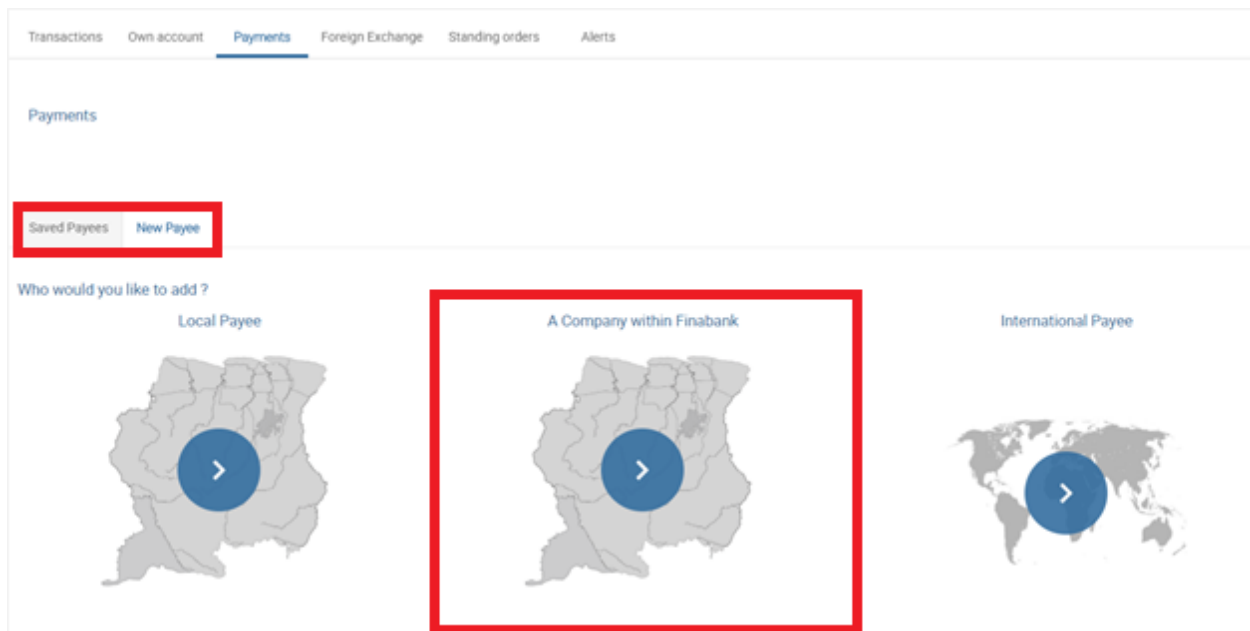 Transactions Own account Payments Foreign Exchange Standing orders Alerts
Payments
Saved Payees New Payee
Who would you like to add ?
Local Payee A Company within Finabank International Payee